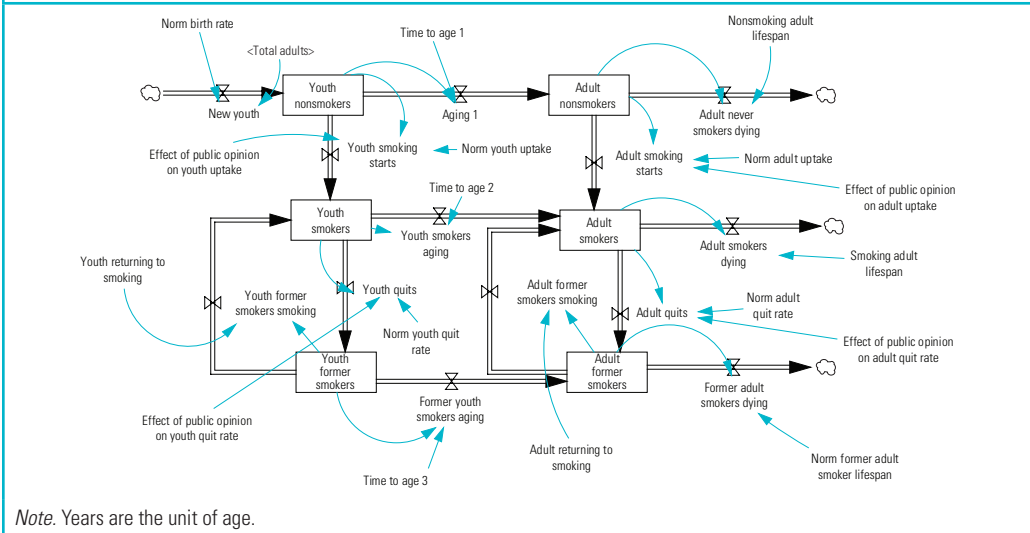 Norm birth rate
<Total adults>
New youth
Youth
nonsmokers
Time to age 1
Aging 1
Adult
nonsmokers
Nonsmoking adult
lifespan
Adult never
smokers dying
Effect of public opinion
on youth uptake
Youth smoking
starts
Norm youth uptake
Adult smoking
starts
Norm adult uptake
Effect of public opinion
on adult uptake
Youth
smokers
Time to age 2
Youth smokers
aging
Adult
smokers
Adult smokers
dying
Smoking adult
lifespan
Youth returning to
smoking
Youth former
smokers smoking
Youth quits
Norm youth quit
rate
Adult former
smokers smoking
Adult quits
Norm adult
quit rate
Effect of public opinion
on adult quit rate
Youth
former
smokers
Former youth
smokers aging
Adult
former
smokers
Former adult
smokers dying
Effect of public opinion
on youth quit rate
Time to age 3
Adult returning to
smoking
Norm former adult
smoker lifespan
Note. Years are the unit of age.